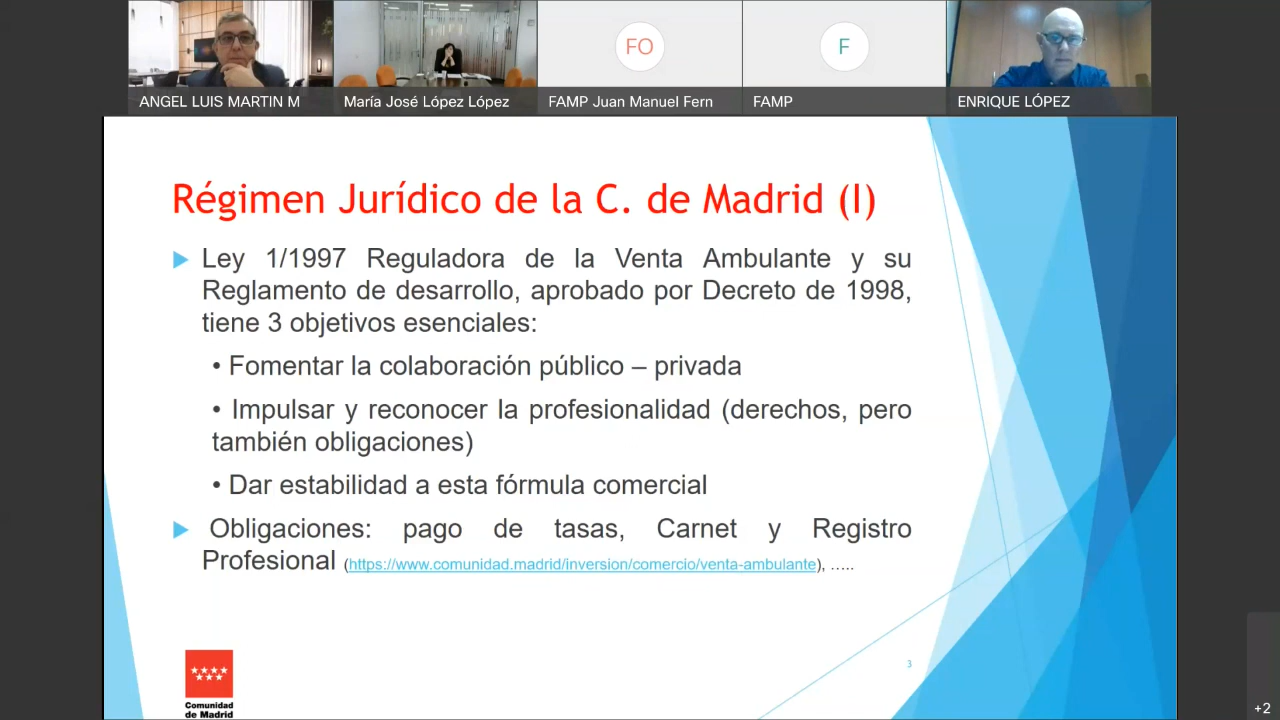 FO
F
ANGEL LUIS MARTIN M
María José López López
FAMP Juan Manuel Fern
FAMP
ENRIQUE LÓPEZ
Régimen Jurídico de la C. de Madrid (I)
Ley 1/1997 Reguladora de la Venta Ambulante y su
Reglamento de desarrollo, aprobado por Decreto de 1998,
tiene 3 objetivos esenciales:
• Fomentar la colaboración público – privada
• Impulsar y reconocer la profesionalidad (derechos, pero
también obligaciones)
• Dar estabilidad a esta fórmula comercial
Obligaciones: pago de tasas, Carnet y Registro
Profesional (https://www.comunidad.madrid/inversion/comercio/venta-ambulante), …..
3
Comunidad
de Madrid
+2